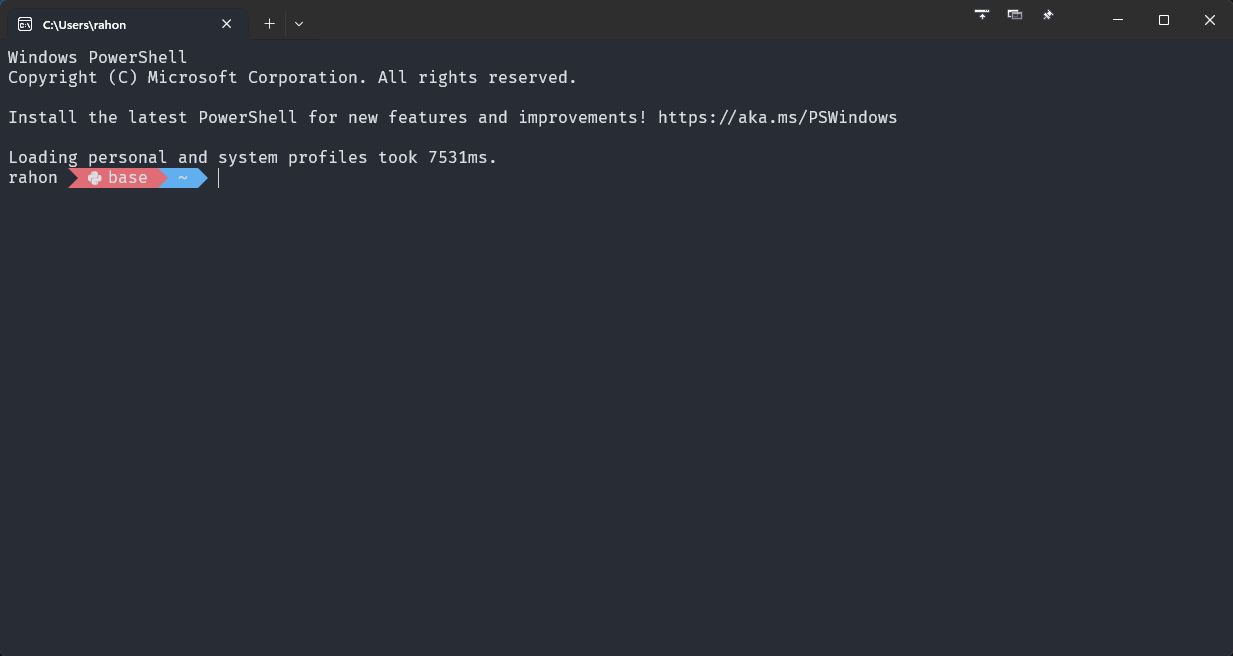 C:\Users\rahon
Windows PowerShell
Copyright (C) Microsoft Corporation. All rights reserved.
Install the latest PowerShell for new features and improvements! https://aka.ms/PSWindows
Loading personal and system profiles took 7531ms.
rahon base ~